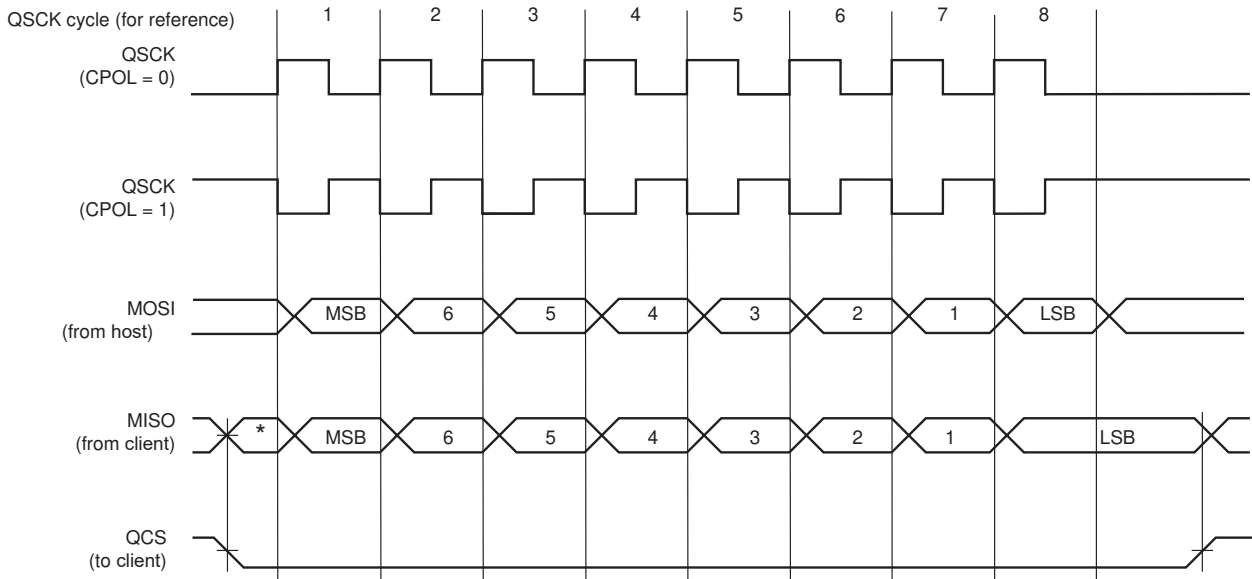 QSCK cycle (for reference) 1 2 3 4 5 6 7 8
QSCK
(CPOL = 0)
QSCK
(CPOL = 1)
MOSI
(from host)
MSB 6 5 4 3 2 1 LSB
MISO
(from client)
* MSB 6 5 4 3 2 1 LSB
QCS
(to client)